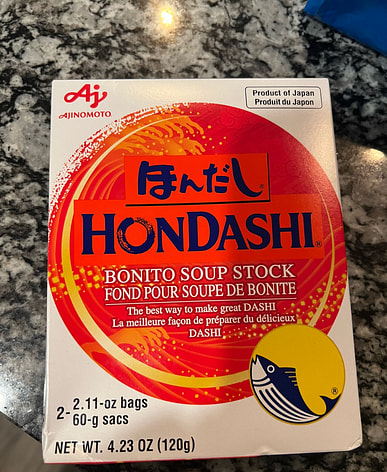 Aj
AJINOMOTO®
Product of Japan
Produit du Japon
ほんだし®
HONDASHI®
BONITO SOUP STOCK
FOND POUR SOUPE DE BONITE
The best way to make great DASHI
La meilleure façon de préparer du délicieux
DASHI
®
2- 2.11-oz bags
60-g sacs
NET WT. 4.23 OZ (120g)